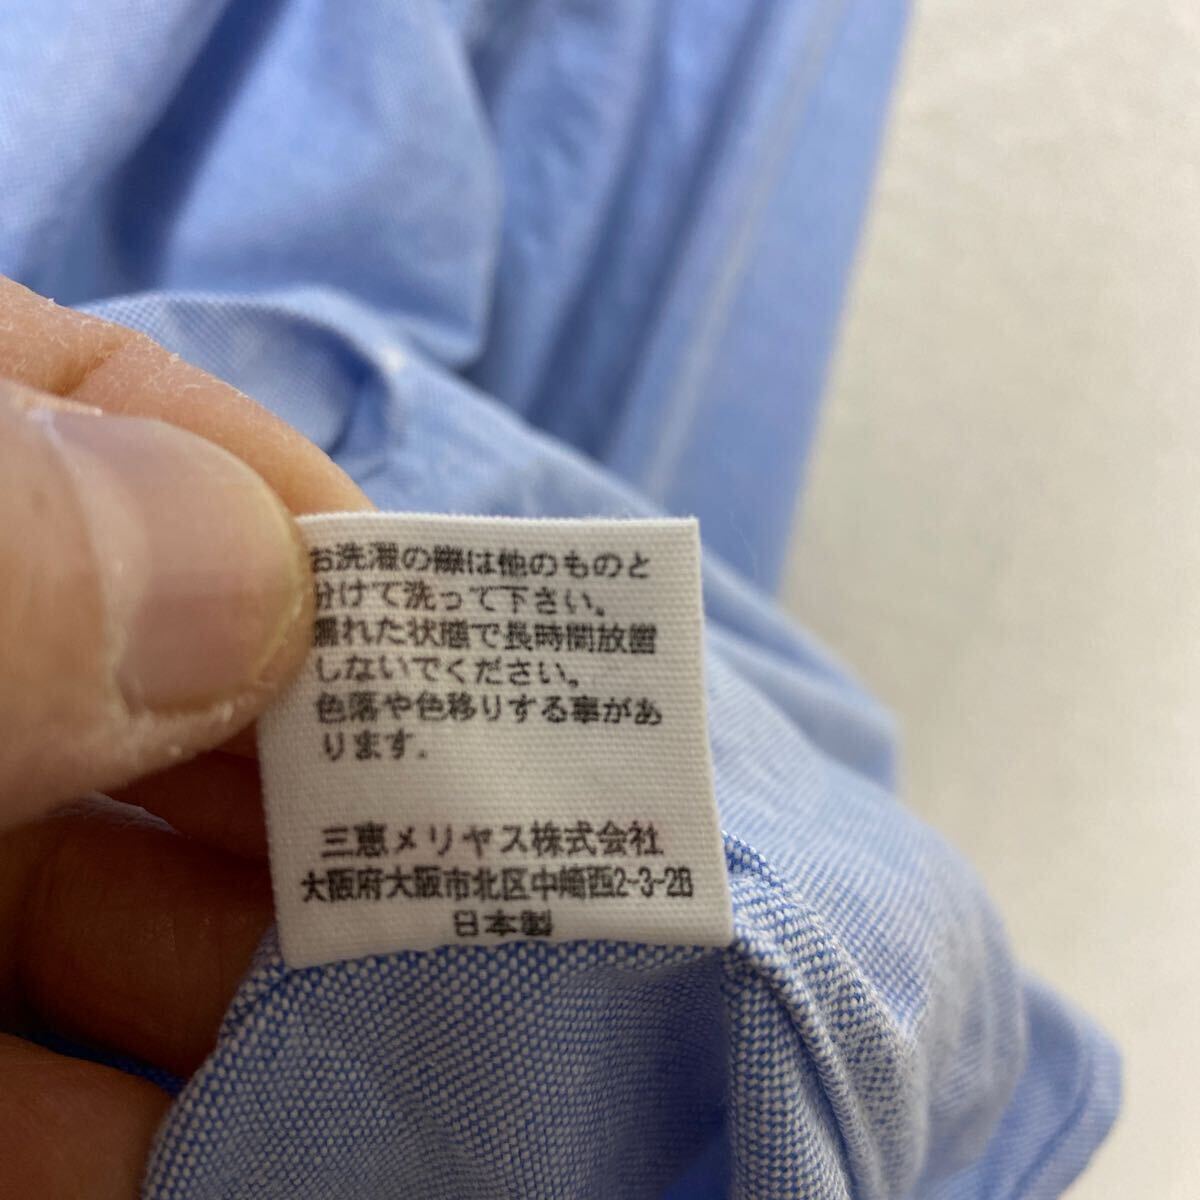 お洗濯の際は他のものと
分けて洗って下さい。
濡れた状態で長時間放置
しないでください。
色落や色移りする事があ
ります。
三恵メリヤス株式会社
大阪府大阪市北区中崎西2-3-28
日本製